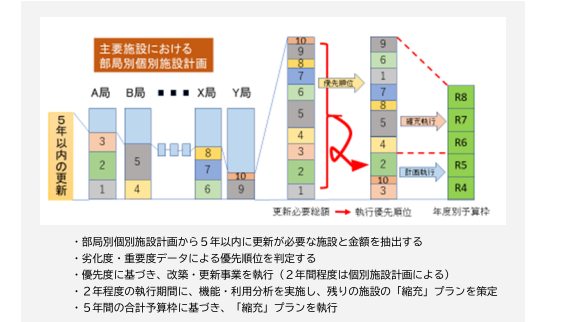 主要施設における
部局別個別施設計画
A局 B局 ■ ■ ■ X局 Y局
5年以内の更新
3
2
1
5
4
8
7
6
10
9
10
9
8
7
6
5
4
3
2
1
優先順位
9
6
1
7
8
5
4
2
10
3
縮充執行
計画執行
R8
R7
R6
R5
R4
更新必要総額 → 執行優先順位 年度別予算枠
・部局別個別施設計画から５年以内に更新が必要な施設と金額を抽出する
・劣化度・重要度データによる優先順位を判定する
・優先度に基づき、改築・更新事業を執行（２年間程度は個別施設計画による）
・２年程度の執行期間に、機能・利用分析を実施し、残りの施設の「縮充」プランを策定
・５年間の合計予算枠に基づき、「縮充」プランを執行